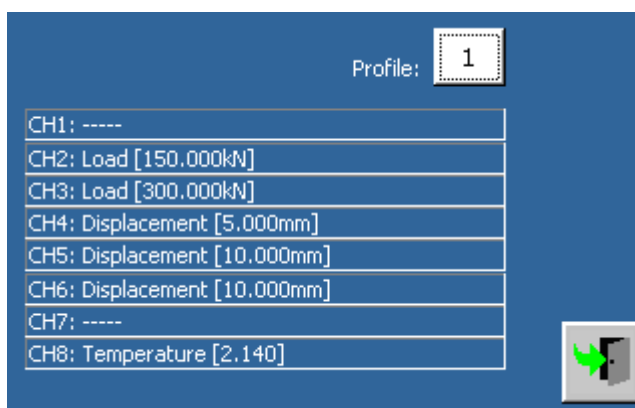 Profile: 1
CH1: -----
CH2: Load [150.000kN]
CH3: Load [300.000kN]
CH4: Displacement [5.000mm]
CH5: Displacement [10.000mm]
CH6: Displacement [10.000mm]
CH7: -----
CH8: Temperature [2.140]